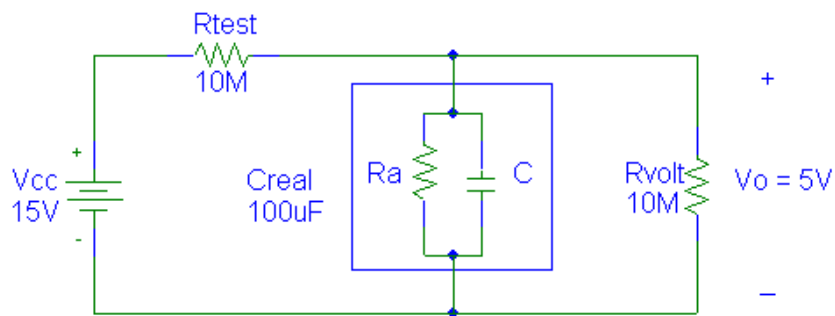 Rtest
10M
+
Vcc
15V
-
Creal
100uF
Ra
C
Rvolt
10M
+
Vo = 5V
–